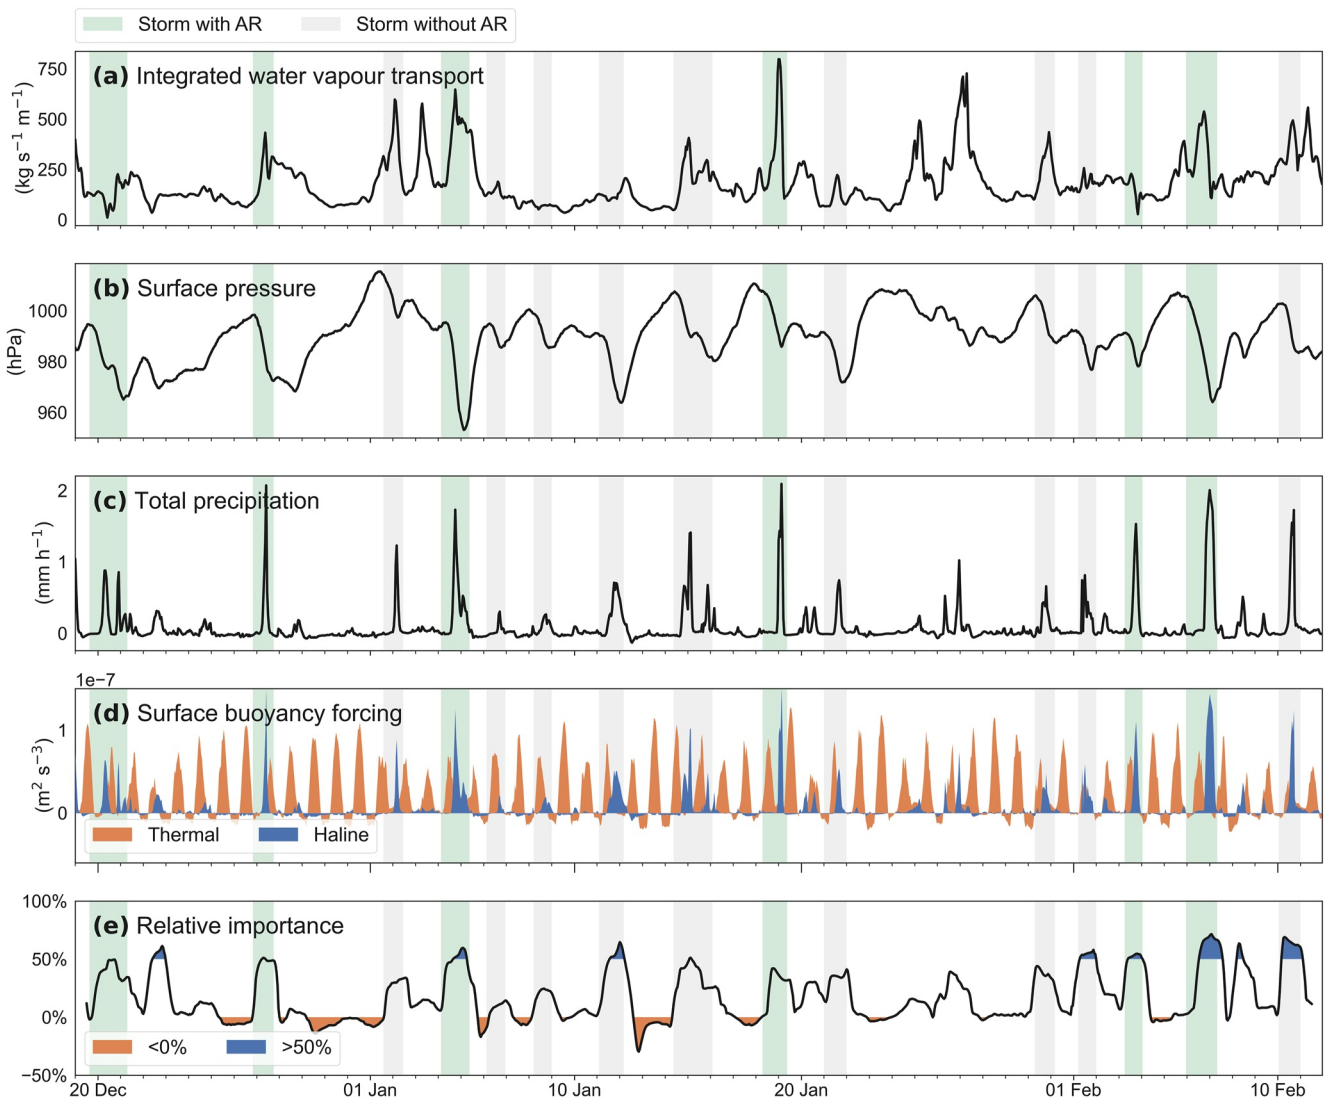 Storm with AR Storm without AR
(a) Integrated water vapour transport
(kg s⁻¹ m⁻¹)
750
500
250
0
(b) Surface pressure
(hPa)
1000
980
960
(c) Total precipitation
(mm h⁻¹)
2
1
0
1e−7
(d) Surface buoyancy forcing
(m² s⁻³)
1
0
Thermal Haline
(e) Relative importance
100%
50%
0%
−50%
<0% >50%
20 Dec 01 Jan 10 Jan 20 Jan 01 Feb 10 Feb